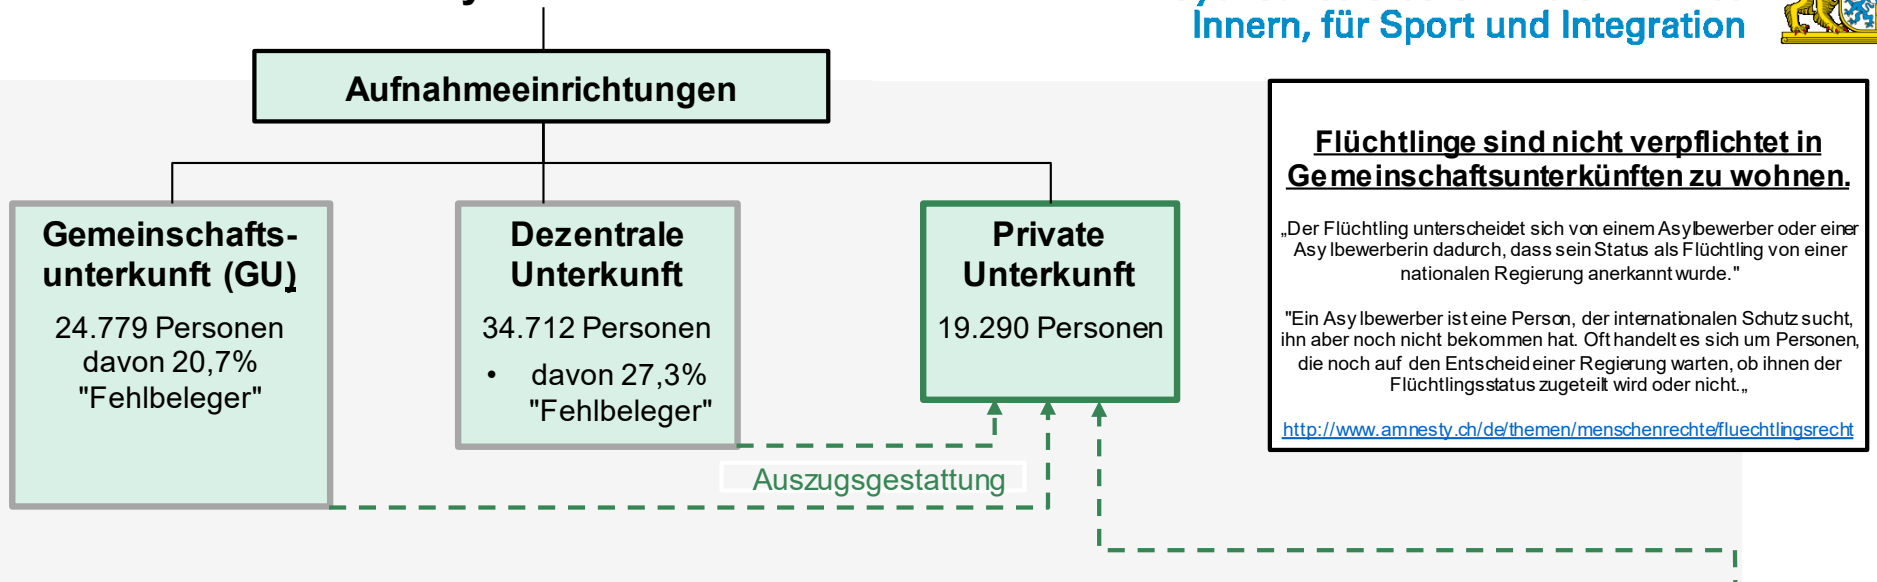 Innern, für Sport und Integration
Aufnahmeeinrichtungen
Gemeinschafts-
unterkunft (GU)
24.779 Personen
davon 20,7%
"Fehlbeleger"
Dezentrale
Unterkunft
34.712 Personen
• davon 27,3%
"Fehlbeleger"
Private
Unterkunft
19.290 Personen
Auszugsgestattung
Flüchtlinge sind nicht verpflichtet in
Gemeinschaftsunterkünften zu wohnen.
„Der Flüchtling unterscheidet sich von einem Asylbewerber oder einer
Asylbewerberin dadurch, dass sein Status als Flüchtling von einer
nationalen Regierung anerkannt wurde."
"Ein Asylbewerber ist eine Person, der internationalen Schutz sucht,
ihn aber noch nicht bekommen hat. Oft handelt es sich um Personen,
die noch auf den Entscheid einer Regierung warten, ob ihnen der
Flüchtlingsstatus zugeteilt wird oder nicht.„
http://www.amnesty.ch/de/themen/menschenrechte/fluechtlingsrecht